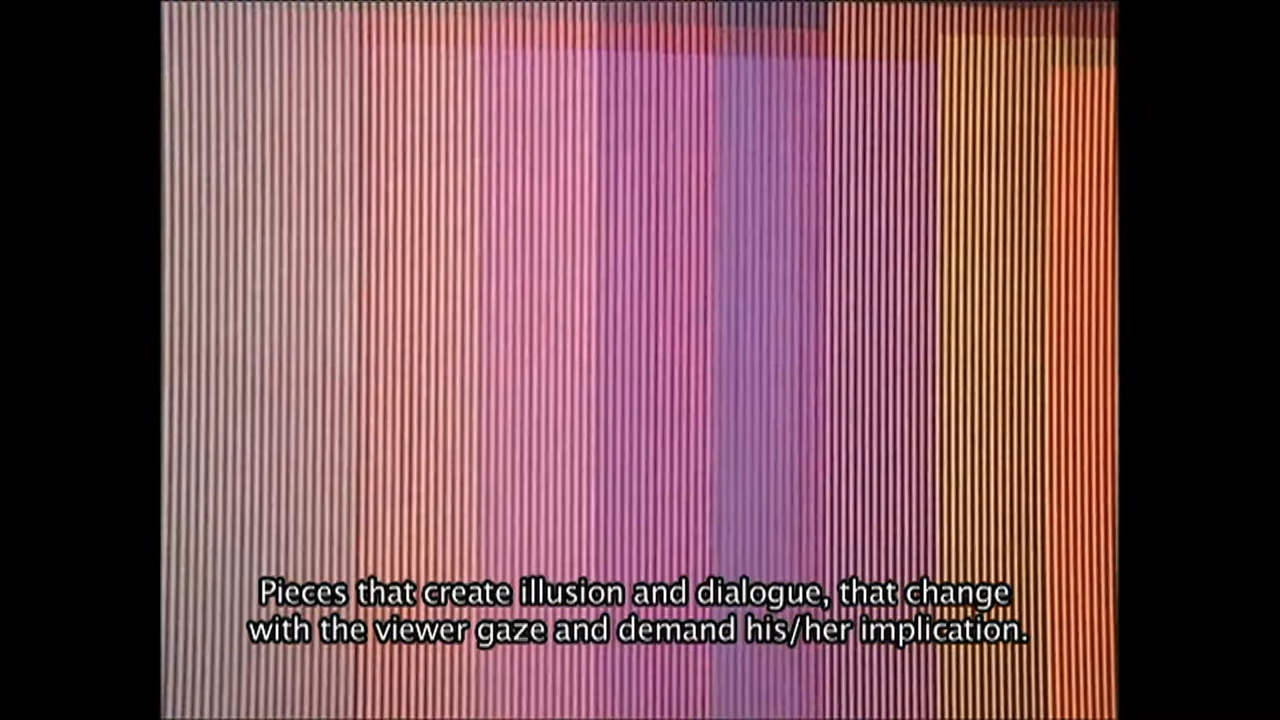 Pieces that create illusion and dialogue, that change
with the viewer gaze and demand his/her implication.